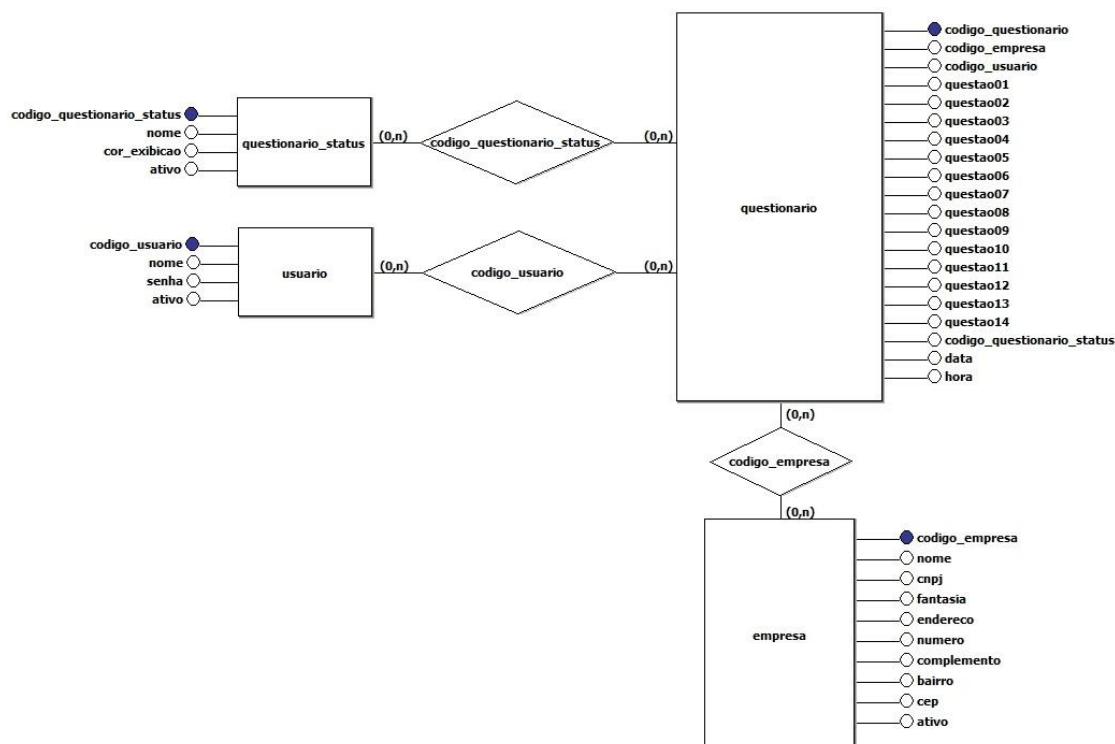 codigo_questionario_status
nome
cor_exibicao
ativo
questionario_status
(0,n)
codigo_questionario_status
(0,n)
codigo_usuario
nome
senha
ativo
usuario
(0,n)
codigo_usuario
(0,n)
questionario
codigo_questionario
codigo_empresa
codigo_usuario
questao01
questao02
questao03
questao04
questao05
questao06
questao07
questao08
questao09
questao10
questao11
questao12
questao13
questao14
codigo_questionario_status
data
hora
(0,n)
codigo_empresa
(0,n)
empresa
codigo_empresa
nome
cnpj
fantasia
endereco
numero
complemento
bairro
cep
ativo